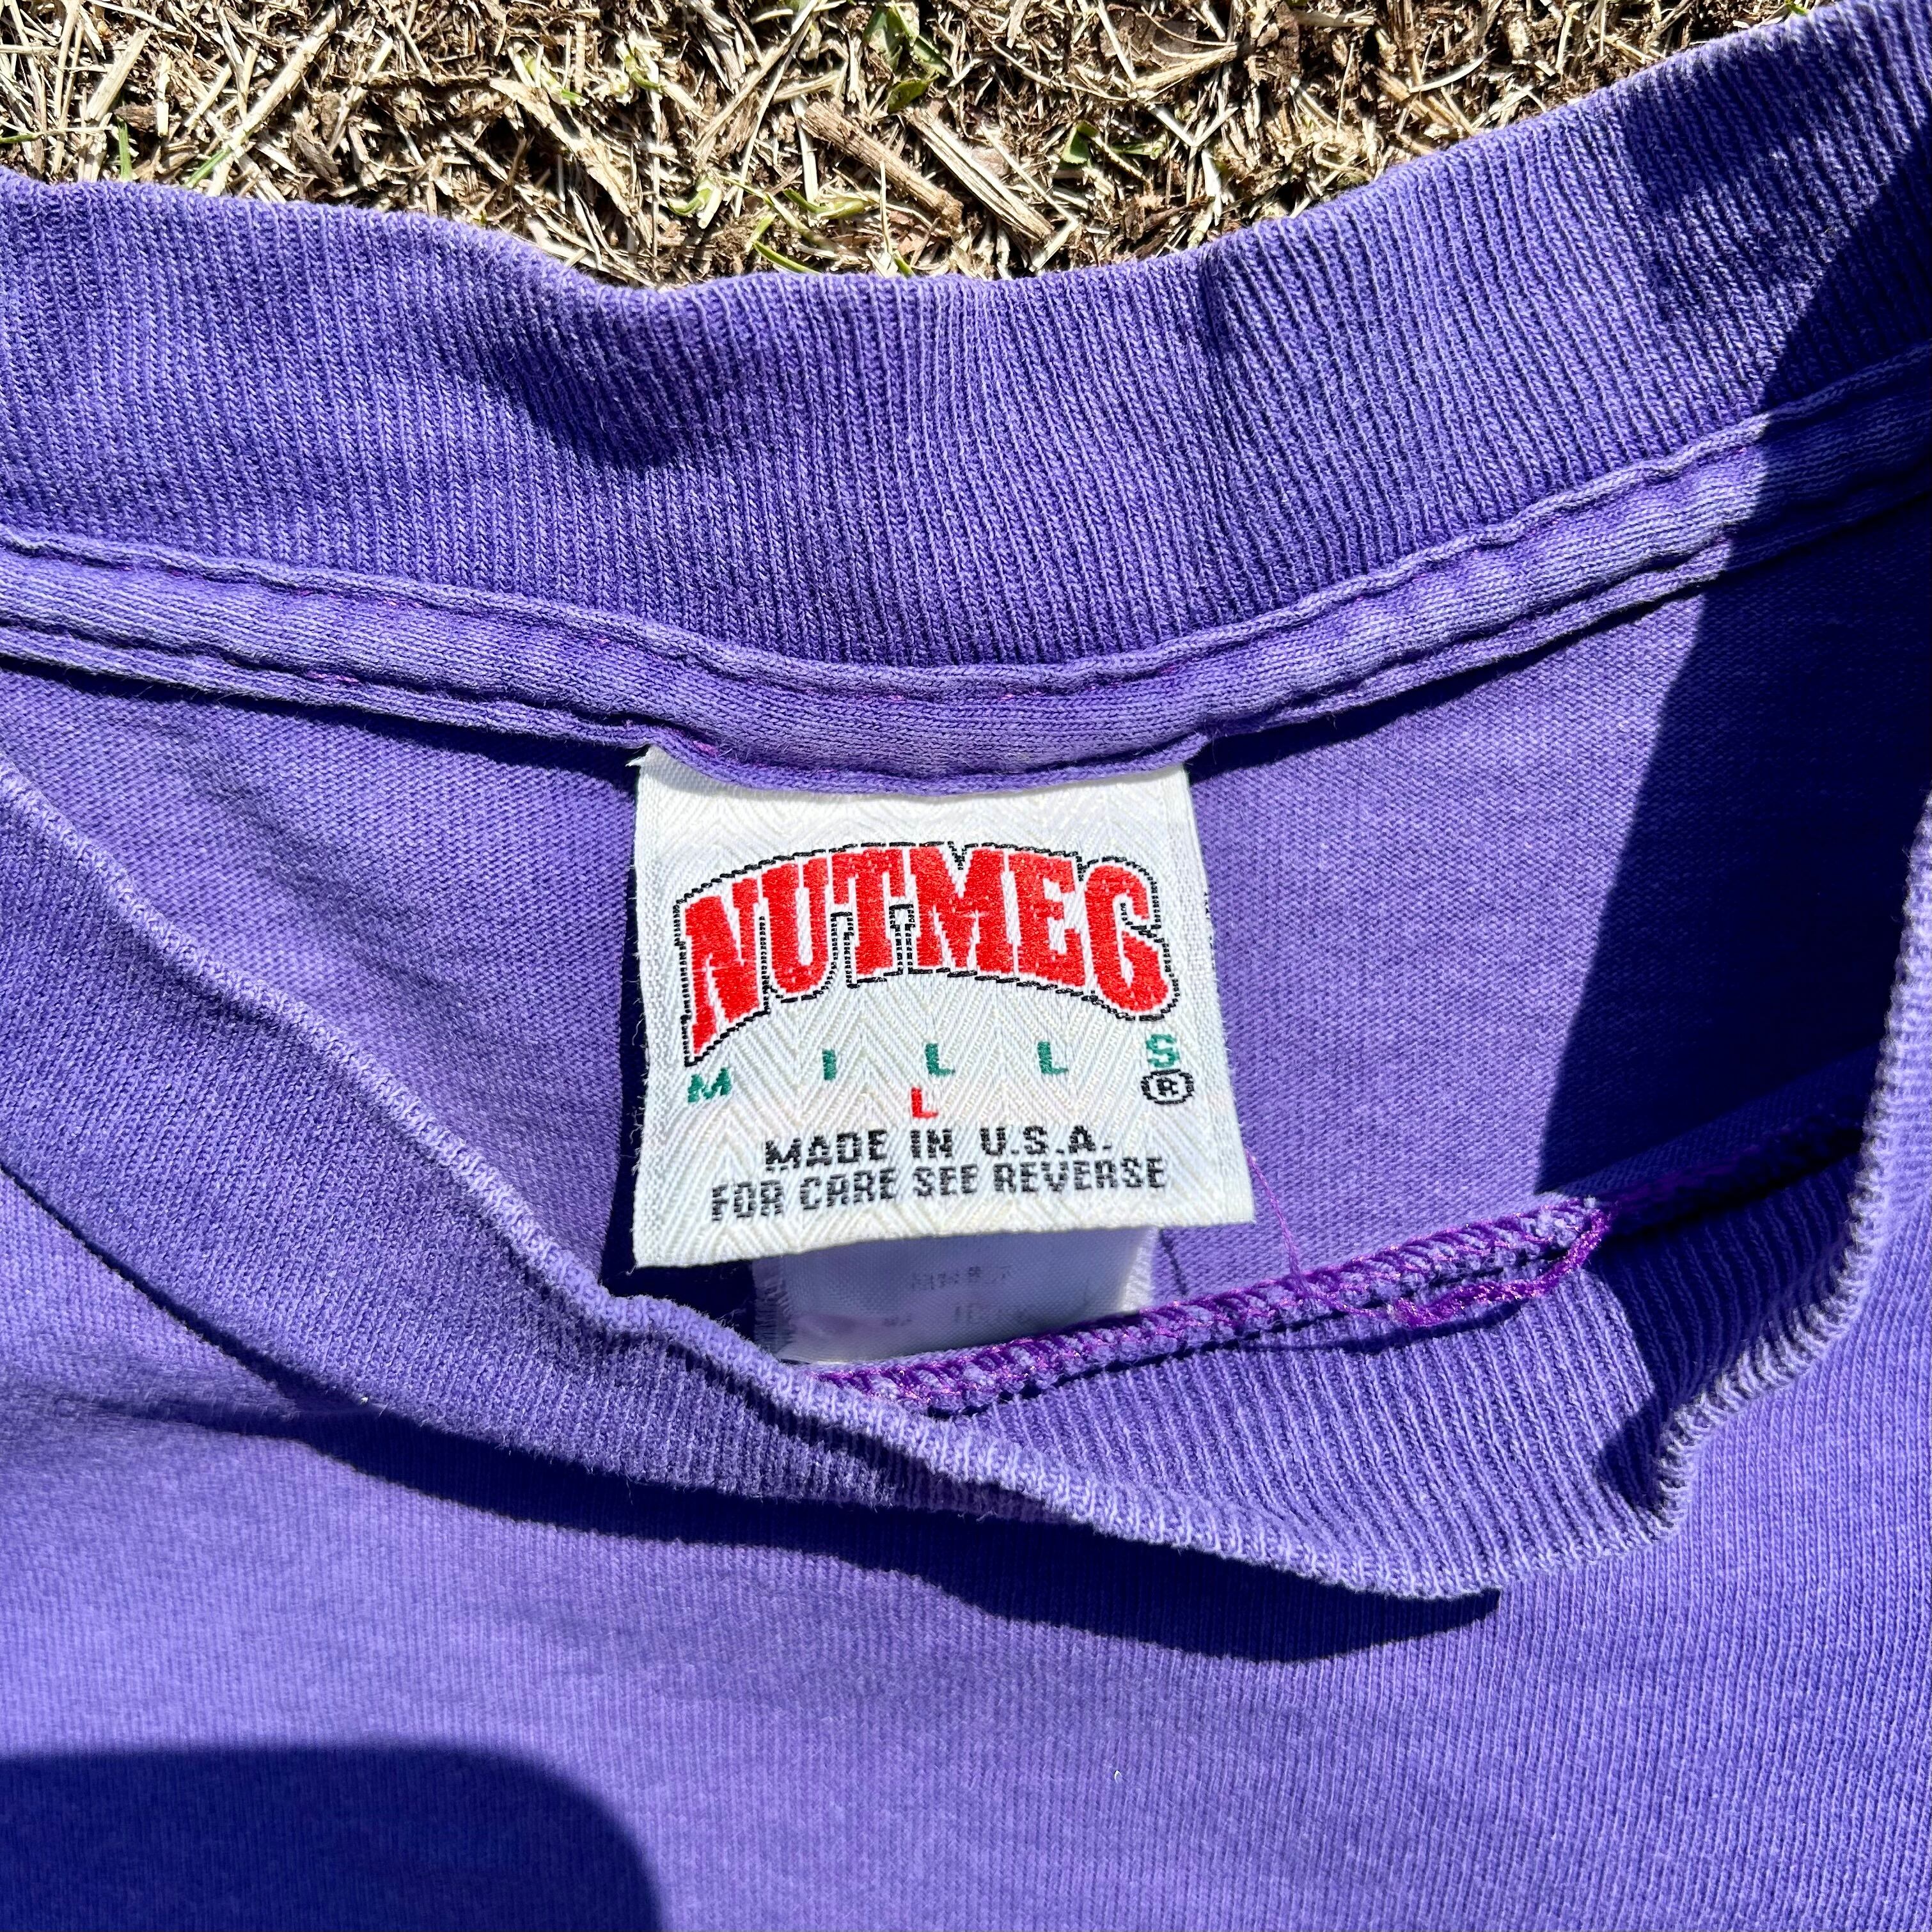 NUTMEG
MILLS
®
L
MADE IN U.S.A.
FOR CARE SEE REVERSE